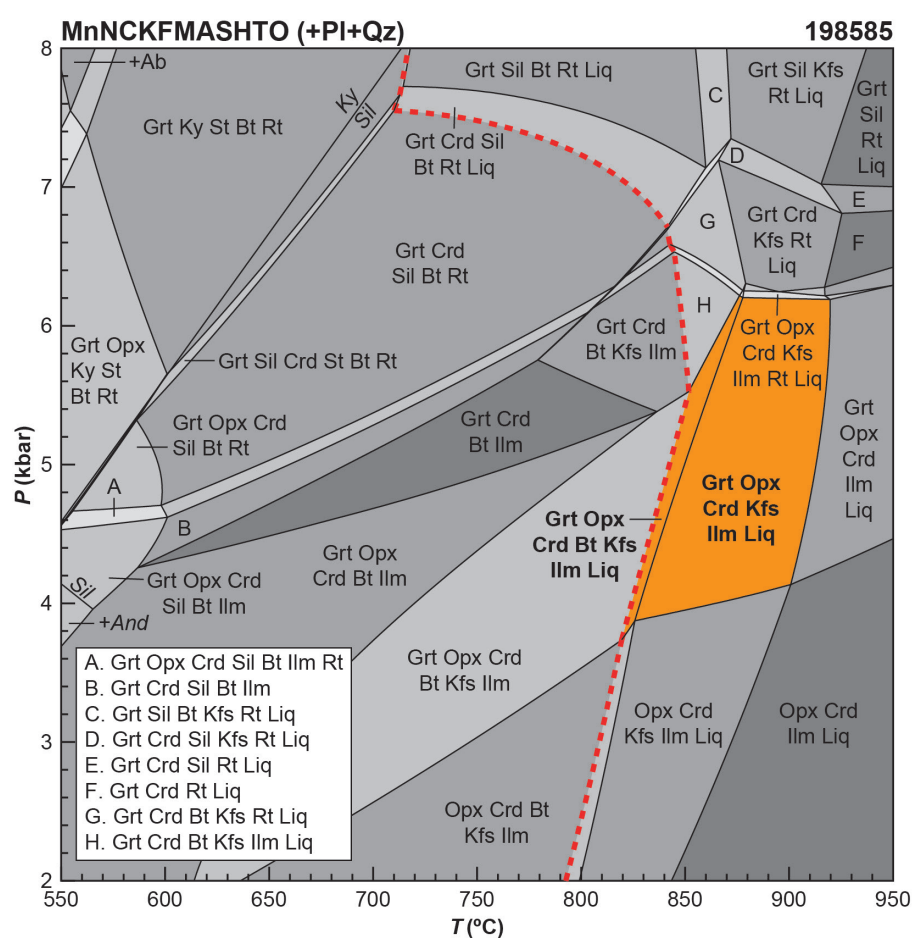 MnNCKFMASHTO (+Pl+Qz)
198585
8
7
6
5
4
3
2
P (kbar)
+Ab
Ky
Sil
Grt Ky St Bt Rt
Grt Sil Bt Rt Liq
C
Grt Sil Kfs
Rt Liq
Grt
Sil
Rt
Liq
Grt Crd Sil
Bt Rt Liq
D
E
G
Grt Crd
Kfs Rt
Liq
F
Grt Crd
Sil Bt Rt
H
Grt Crd
Bt Kfs Ilm
Grt Opx
Crd Kfs
Ilm Rt Liq
Grt Opx
Ky St
Bt Rt
Grt Sil Crd St Bt Rt
Grt Opx Crd
Sil Bt Rt
Grt Crd
Bt Ilm
Grt
Opx
Crd
Ilm
Liq
A
B
Grt Opx
Crd Kfs
Ilm Liq
Grt Opx
Crd Bt Kfs
Ilm Liq
Grt Opx
Crd Bt Ilm
Sil
Grt Opx Crd
Sil Bt Ilm
+And
Grt Opx Crd
Bt Kfs Ilm
Opx Crd
Kfs Ilm Liq
Opx Crd
Ilm Liq
Opx Crd Bt
Kfs Ilm
A. Grt Opx Crd Sil Bt Ilm Rt
B. Grt Crd Sil Bt Ilm
C. Grt Sil Bt Kfs Rt Liq
D. Grt Crd Sil Kfs Rt Liq
E. Grt Crd Sil Rt Liq
F. Grt Crd Rt Liq
G. Grt Crd Bt Kfs Rt Liq
H. Grt Crd Bt Kfs Ilm Liq
550 600 650 700 750 800 850 900 950
T (ºC)